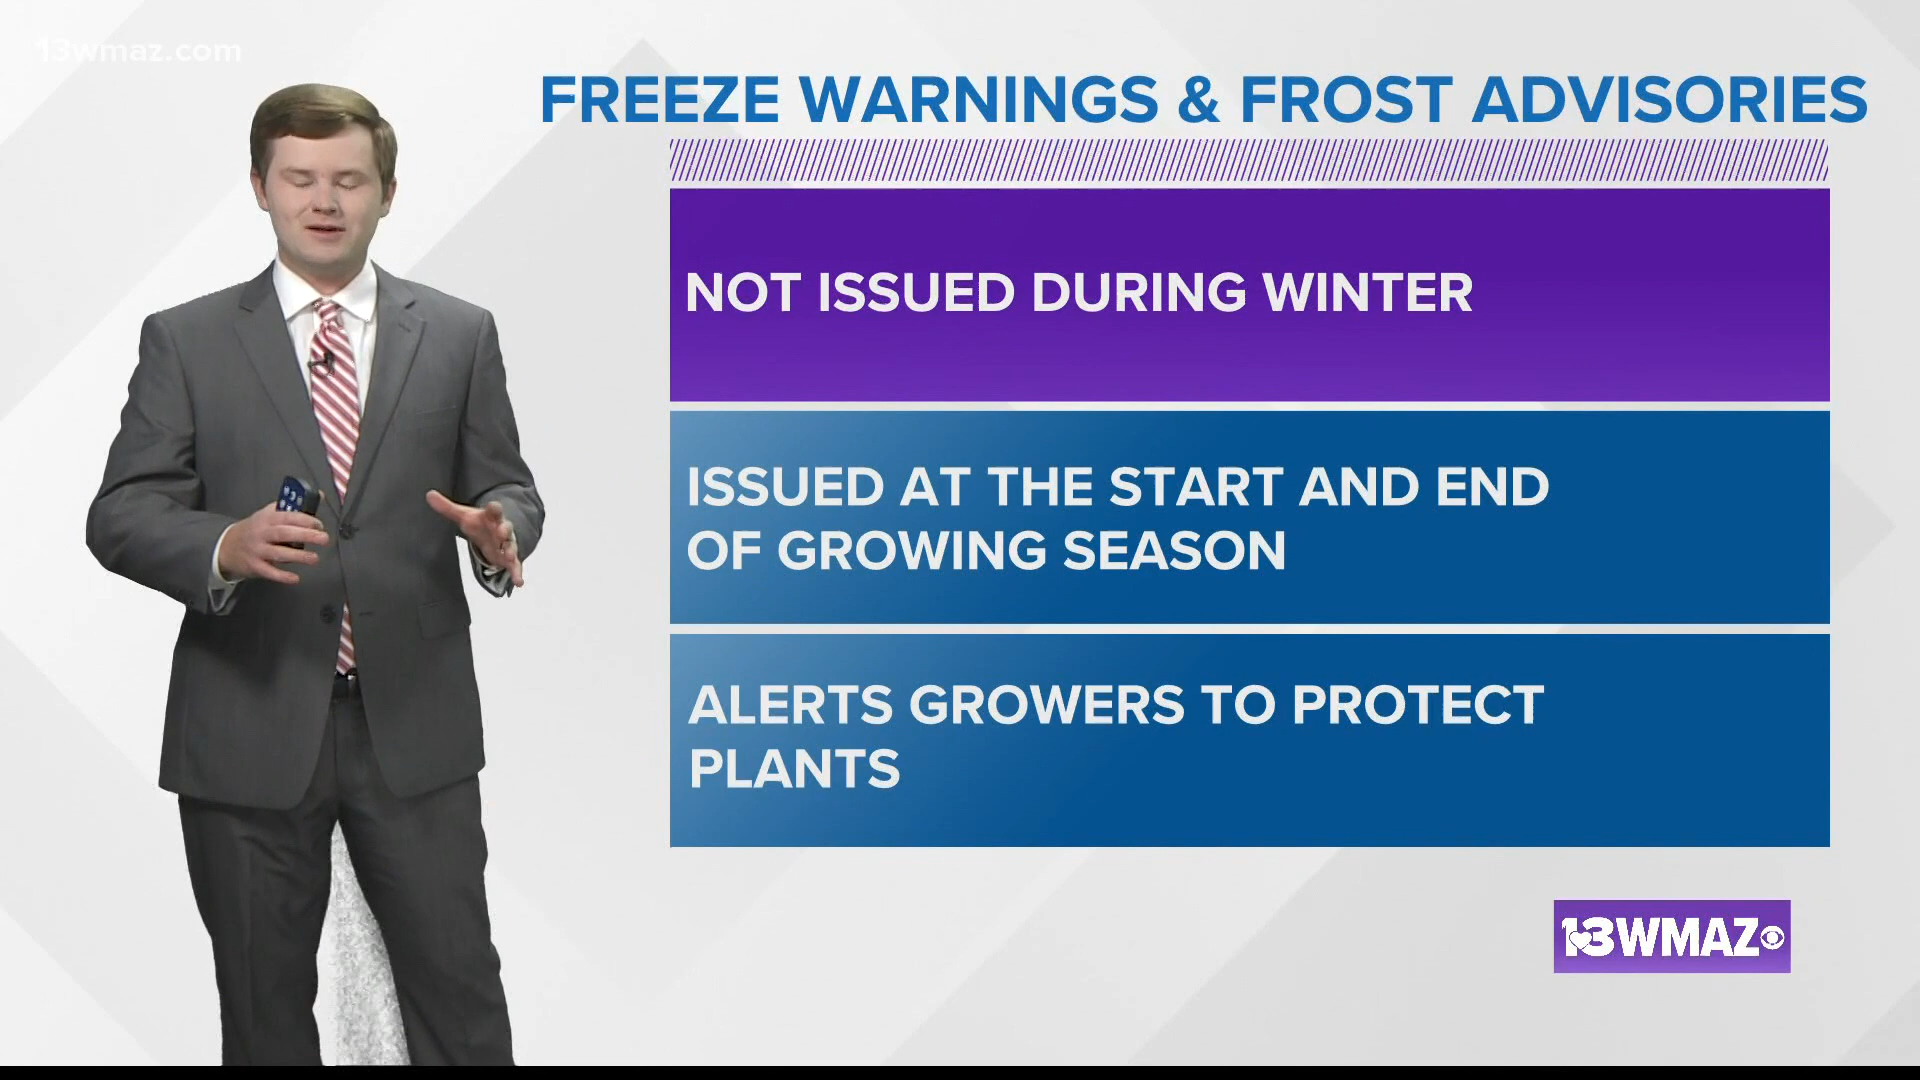 13wmaz.com
FREEZE WARNINGS & FROST ADVISORIES
NOT ISSUED DURING WINTER
ISSUED AT THE START AND END
OF GROWING SEASON
ALERTS GROWERS TO PROTECT
PLANTS
13WMAZ